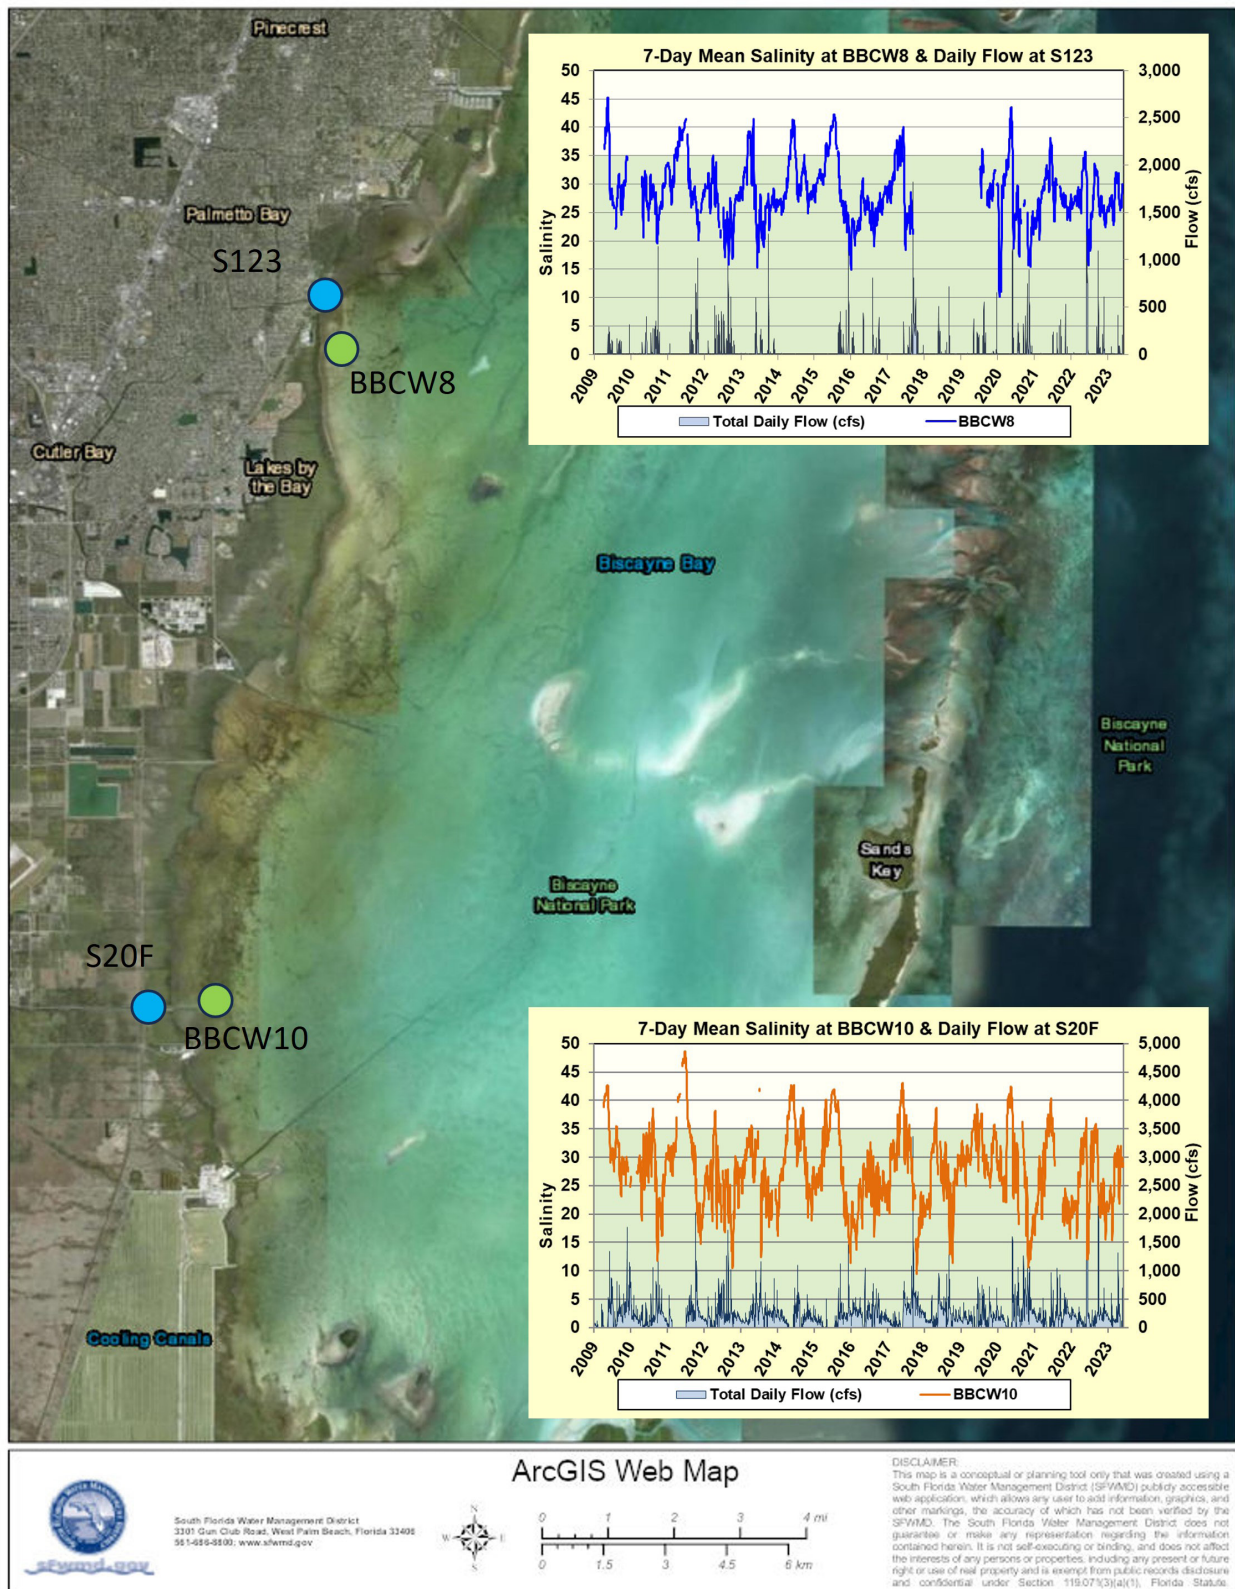 Pinecrest
7-Day Mean Salinity at BBCW8 & Daily Flow at S123
50
45
40
35
30
25
20
15
10
5
0
Salinity
3,000
2,500
2,000
1,500
1,000
500
0
Flow (cfs)
2009
2010
2011
2012
2013
2014
2015
2016
2017
2018
2019
2020
2021
2022
2023
Total Daily Flow (cfs)
BBCW8
Palmetto Bay
S123
BBCW8
Cutler Bay
Lakes by
the Bay
Biscayne Bay
Biscayne
National
Park
Sands
Key
Biscayne
National Park
S20F
BBCW10
7-Day Mean Salinity at BBCW10 & Daily Flow at S20F
50
45
40
35
30
25
20
15
10
5
0
Salinity
5,000
4,500
4,000
3,500
3,000
2,500
2,000
1,500
1,000
500
0
Flow (cfs)
2009
2010
2011
2012
2013
2014
2015
2016
2017
2018
2019
2020
2021
2022
2023
Total Daily Flow (cfs)
BBCW10
Cooling Canals
sfwmd.gov
South Florida Water Management District
3301 Gun Club Road, West Palm Beach, Florida 33406
561-686-8800; www.sfwmd.gov
ArcGIS Web Map
N
W
E
S
0 1 2 3 4 mi
0 1.5 3 4.5 6 km
DISCLAIMER:
This map is a conceptual or planning tool only that was created using a
South Florida Water Management District (SFWMD) publicly accessible
web application, which allows any user to add information, graphics, and
other markings, the accuracy of which has not been verified by the
SFWMD. The South Florida Water Management District does not
guarantee or make any representation regarding the information
contained herein. It is not self-executing or binding, and does not affect
the interests of any persons or properties, including any present or future
right or use of real property and is exempt from public records disclosure
and confidential under Section 119.071(3)(a)(1), Florida Statute.